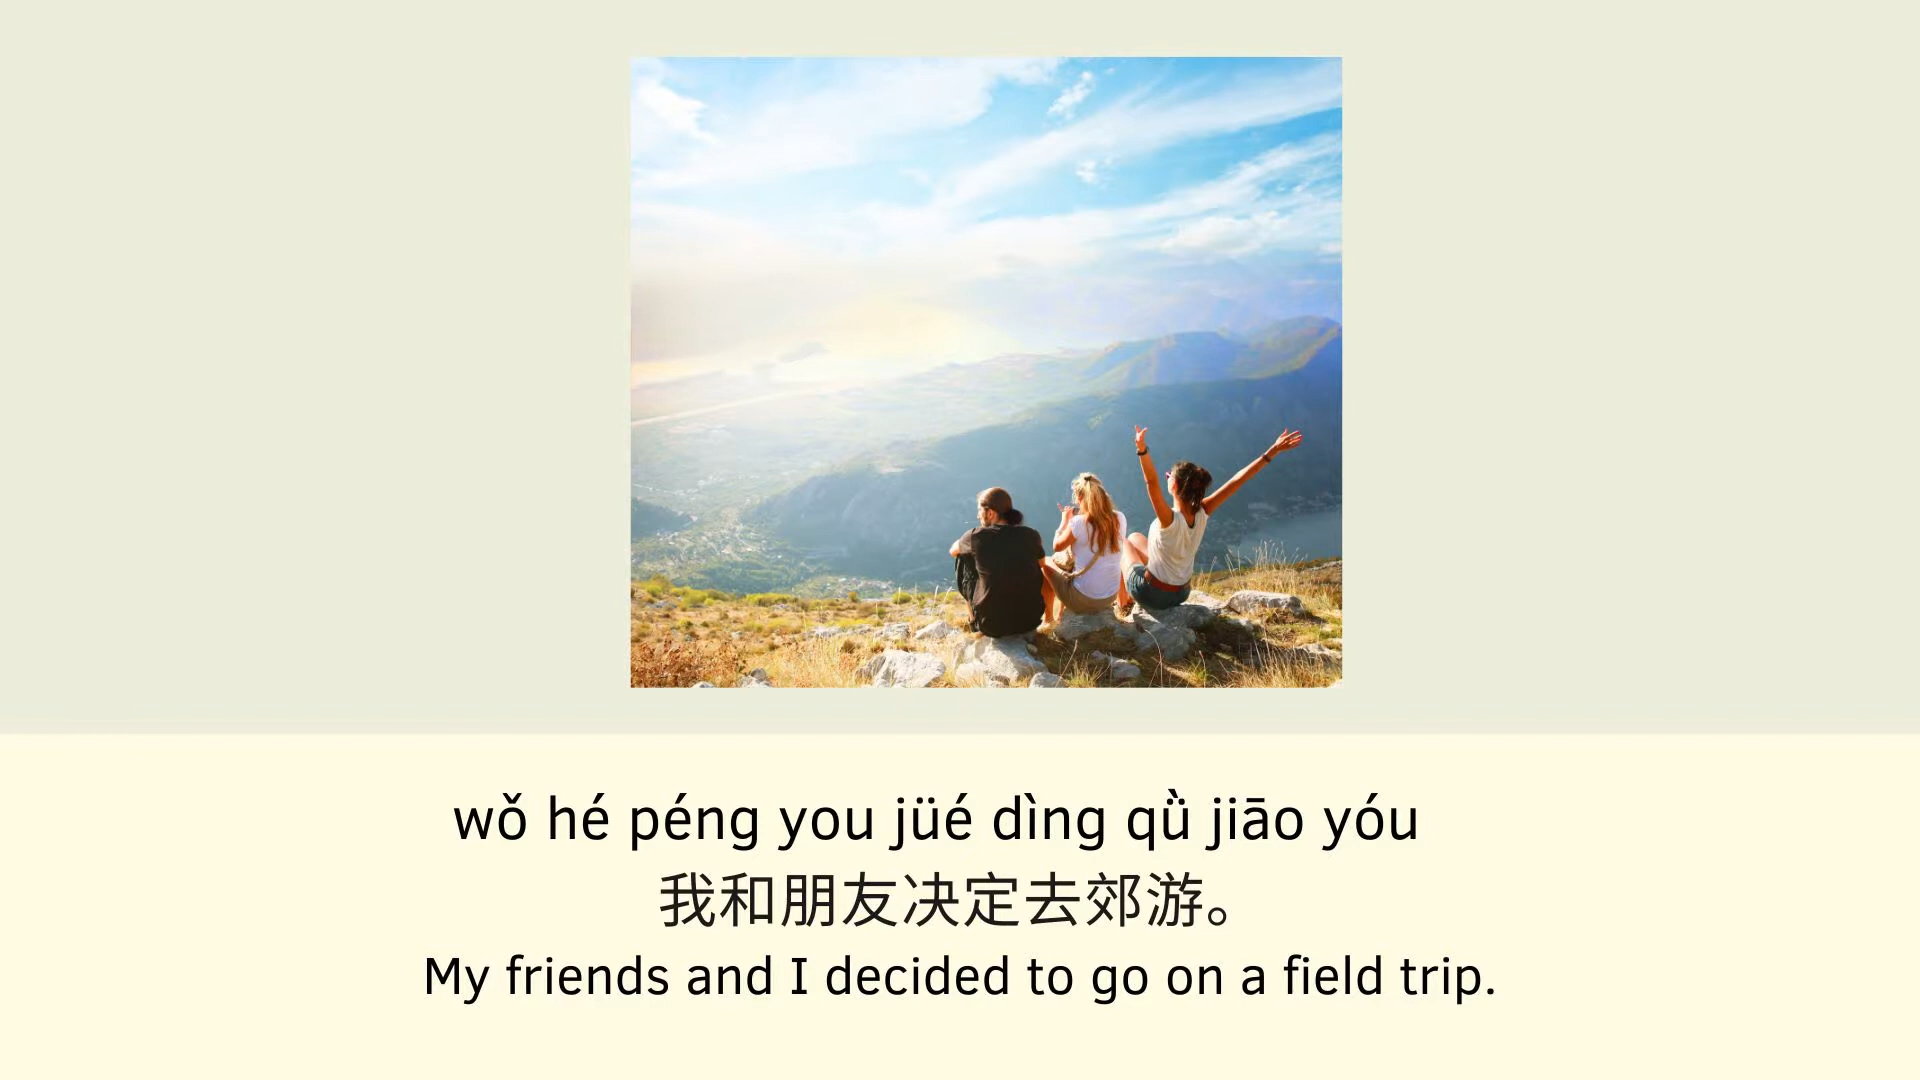 wǒ hé péng you jüé dìng qǜ jiāo yóu
我和朋友决定去郊游。
My friends and I decided to go on a field trip.